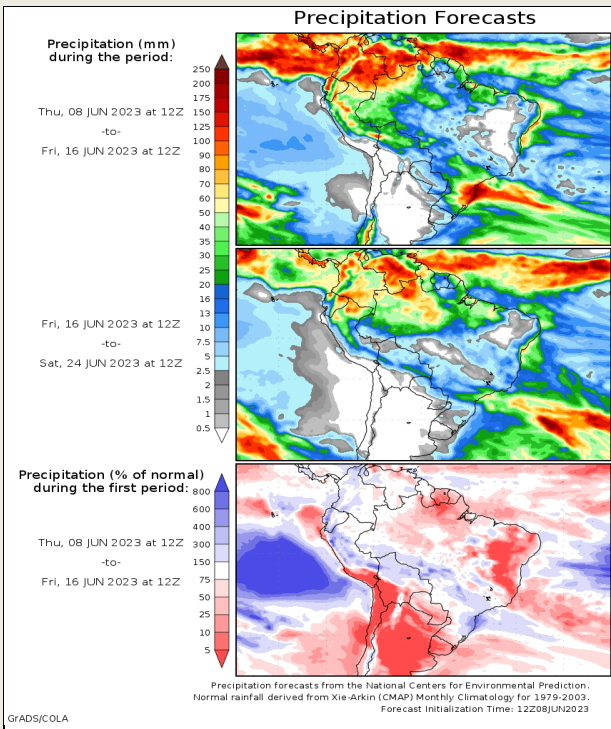 Precipitation Forecasts
Precipitation (mm)
during the period:
Thu, 08 JUN 2023 at 12Z
-to-
Fri, 16 JUN 2023 at 12Z
250
200
175
150
125
100
90
80
70
60
50
40
35
30
25
20
16
13
10
7.5
5
2.5
2
1.5
1
0.5
Fri, 16 JUN 2023 at 12Z
-to-
Sat, 24 JUN 2023 at 12Z
Precipitation (% of normal)
during the first period:
Thu, 08 JUN 2023 at 12Z
-to-
Fri, 16 JUN 2023 at 12Z
800
600
400
300
150
75
50
25
10
5
Precipitation forecasts from the National Centers for Environmental Prediction.
Normal rainfall derived from Xie-Arkin (CMAP) Monthly Climatology for 1979-2003.
Forecast Initialization Time: 12Z08JUN2023
GrADS/COLA